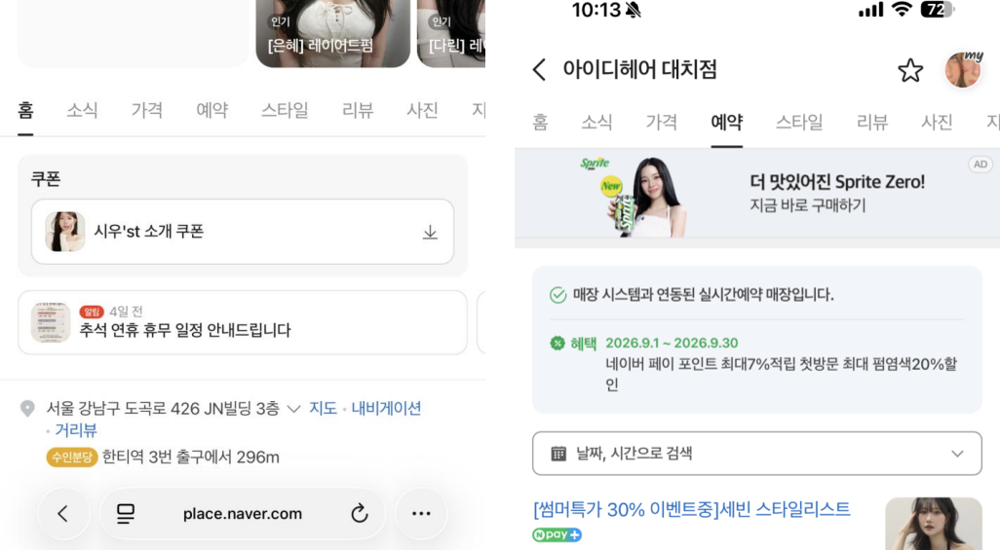 인기
[은혜] 레이어드펌
인기
[다린] 레
홈
소식
가격
예약
스타일
리뷰
사진
쿠폰
시우'st 소개 쿠폰
알림 4일 전
추석 연휴 휴무 일정 안내드립니다
서울 강남구 도곡로 426 JN빌딩 3층 지도 · 내비게이션
· 거리뷰
수인분당 한티역 3번 출구에서 296m
place.naver.com
10:13
72
아이디헤어 대치점
my
홈
소식
가격
예약
스타일
리뷰
사진
Sprite
New
Sprite
AD
더 맛있어진 Sprite Zero!
지금 바로 구매하기
매장 시스템과 연동된 실시간예약 매장입니다.
혜택 2026.9.1 ~ 2026.9.30
네이버 페이 포인트 최대7%적립 첫방문 최대 펌염색20%할
인
날짜, 시간으로 검색
[썸머특가 30% 이벤트중]세빈 스타일리스트
N pay +